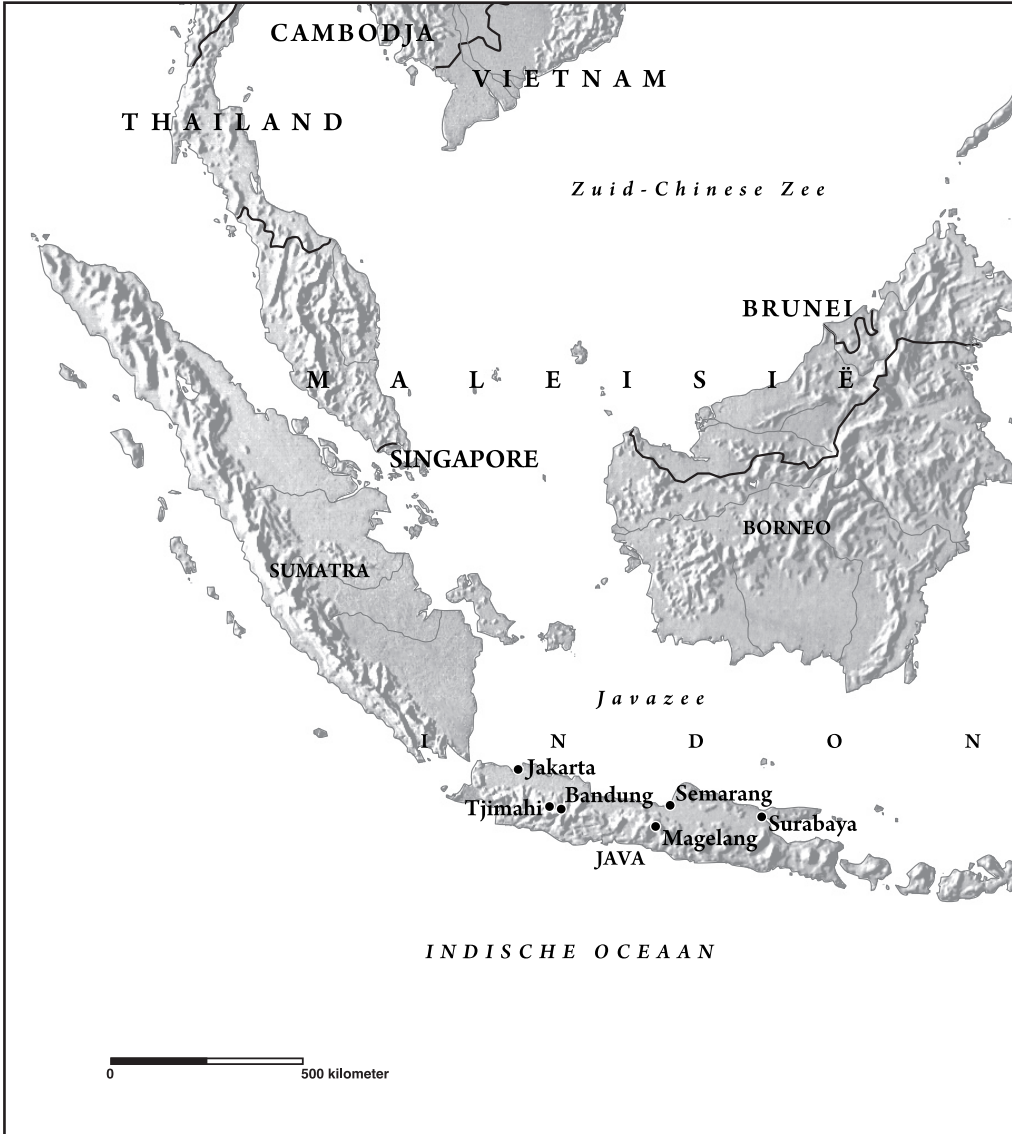 CAMBODJA
VIETNAM
THAILAND
Zuid-Chinese Zee
BRUNEI
MALEISIË
SINGAPORE
BORNEO
SUMATRA
Javazee
INDON
Jakarta
Tjimahi
Bandung
Semarang
Surabaya
Magelang
JAVA
INDISCHE OCEAAN
0 500 kilometer